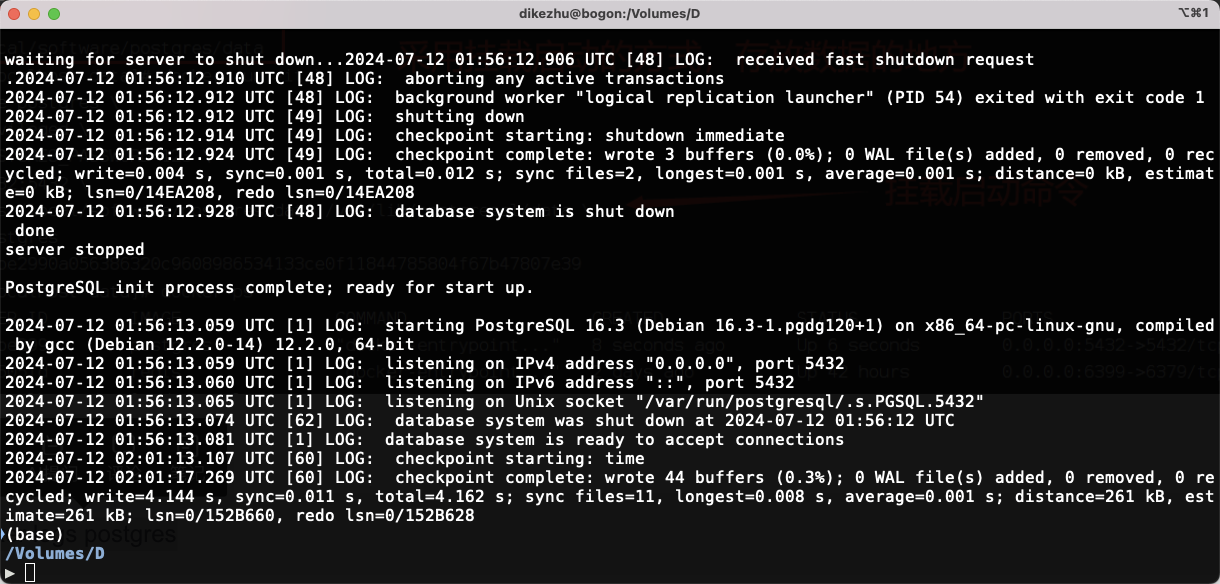 dikezhu@bogon:/Volumes/D
⌥⌘1
waiting for server to shut down...2024-07-12 01:56:12.906 UTC [48] LOG:  received fast shutdown request
.2024-07-12 01:56:12.910 UTC [48] LOG:  aborting any active transactions
2024-07-12 01:56:12.912 UTC [48] LOG:  background worker "logical replication launcher" (PID 54) exited with exit code 1
2024-07-12 01:56:12.912 UTC [49] LOG:  shutting down
2024-07-12 01:56:12.914 UTC [49] LOG:  checkpoint starting: shutdown immediate
2024-07-12 01:56:12.924 UTC [49] LOG:  checkpoint complete: wrote 3 buffers (0.0%); 0 WAL file(s) added, 0 removed, 0 rec
ycled; write=0.004 s, sync=0.001 s, total=0.012 s; sync files=2, longest=0.001 s, average=0.001 s; distance=0 kB, estimat
e=0 kB; lsn=0/14EA208, redo lsn=0/14EA208
挂载启动命令
2024-07-12 01:56:12.928 UTC [48] LOG:  database system is shut down
 done
server stopped
PostgreSQL init process complete; ready for start up.
2024-07-12 01:56:13.059 UTC [1] LOG:  starting PostgreSQL 16.3 (Debian 16.3-1.pgdg120+1) on x86_64-pc-linux-gnu, compiled
by gcc (Debian 12.2.0-14) 12.2.0, 64-bit
2024-07-12 01:56:13.059 UTC [1] LOG:  listening on IPv4 address "0.0.0.0", port 5432
2024-07-12 01:56:13.060 UTC [1] LOG:  listening on IPv6 address "::", port 5432
2024-07-12 01:56:13.065 UTC [1] LOG:  listening on Unix socket "/var/run/postgresql/.s.PGSQL.5432"
2024-07-12 01:56:13.074 UTC [62] LOG:  database system was shut down at 2024-07-12 01:56:12 UTC
2024-07-12 01:56:13.081 UTC [1] LOG:  database system is ready to accept connections
2024-07-12 02:01:13.107 UTC [60] LOG:  checkpoint starting: time
2024-07-12 02:01:17.269 UTC [60] LOG:  checkpoint complete: wrote 44 buffers (0.3%); 0 WAL file(s) added, 0 removed, 0 re
cycled; write=4.144 s, sync=0.011 s, total=4.162 s; sync files=11, longest=0.008 s, average=0.001 s; distance=261 kB, est
imate=261 kB; lsn=0/152B660, redo lsn=0/152B628
(base)
postgres
/Volumes/D